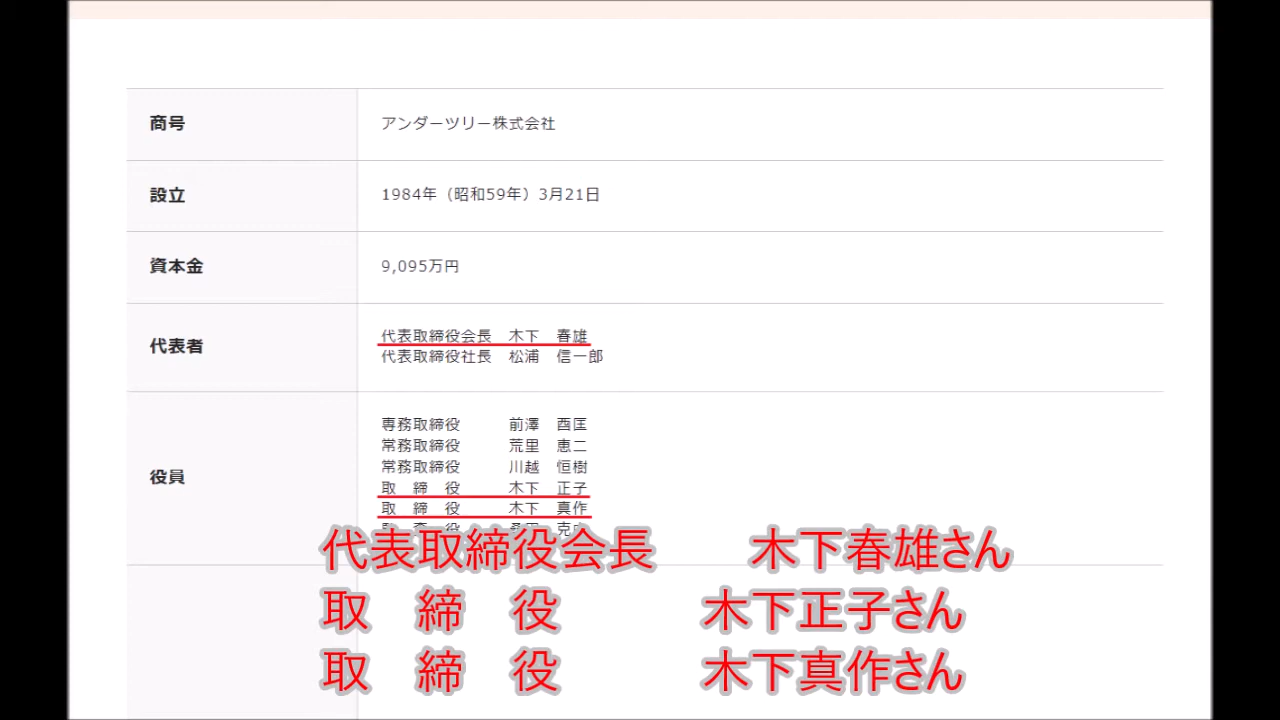 商号 アンダーツリー株式会社
設立 1984年（昭和59年）3月21日
資本金 9,095万円
代表者
代表取締役会長　木下　春雄
代表取締役社長　松浦　信一郎
役員
専務取締役　　　前澤　酉匡
常務取締役　　　荒里　恵二
常務取締役　　　川越　恒樹
取　締　役　　　木下　正子
取　締　役　　　木下　真作
代表取締役会長　　木下春雄さん
取　締　役　　　木下正子さん
取　締　役　　　木下真作さん